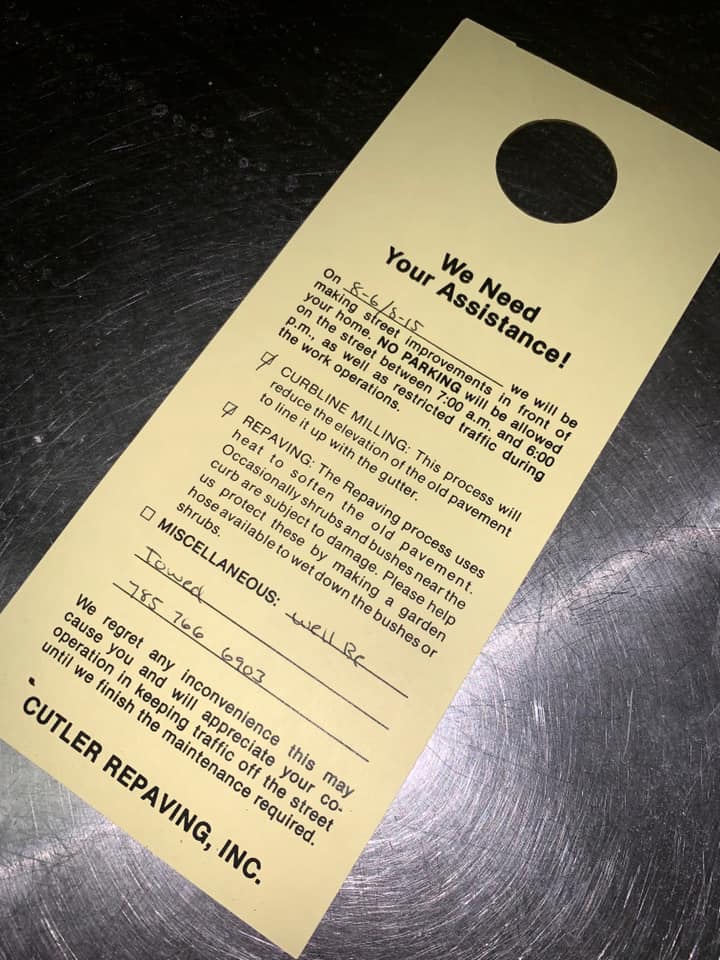 We Need
Your Assistance!
On 8-6/8-15 we will be
making street improvements in front of
your home. NO PARKING will be allowed
on the street between 7:00 a.m. and 6:00
p.m., as well as restricted traffic during
the work operations.
CURBLINE MILLING: This process will
reduce the elevation of the old pavement
to line it up with the gutter.
REPAVING: The Repaving process uses
heat to soften the old pavement.
Occasionally shrubs and bushes near the
curb are subject to damage. Please help
us protect these by making a garden
hose available to wet down the bushes or
shrubs.
MISCELLANEOUS: well Be
Towed
785 766 6903
We regret any inconvenience this may
cause you and will appreciate your co-
operation in keeping traffic off the street
until we finish the maintenance required.
CUTLER REPAVING, INC.